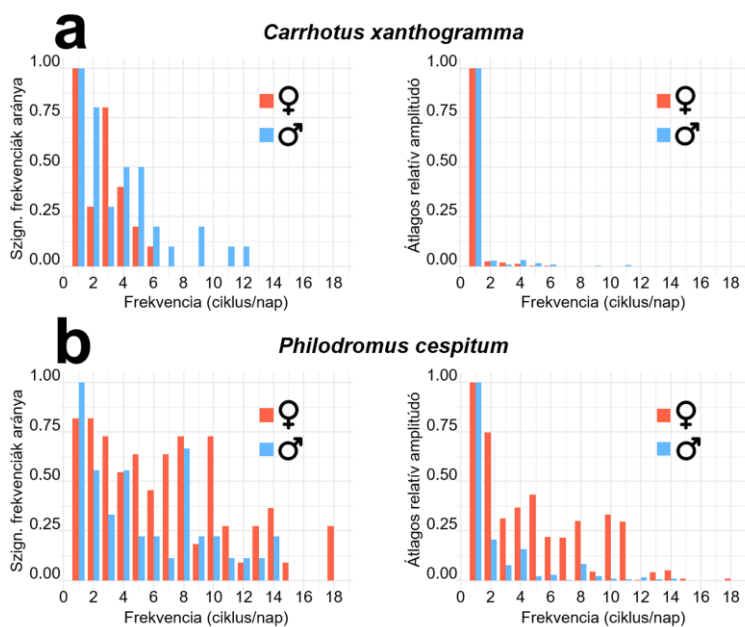 a
Carrhotus xanthogramma
Szign. frekvenciák aránya
1.00
0.75
0.50
0.25
0.00
0 2 4 6 8 10 12 14 16 18
Frekvencia (ciklus/nap)
♀
♂
Átlagos relatív amplitúdó
1.00
0.75
0.50
0.25
0.00
0 2 4 6 8 10 12 14 16 18
Frekvencia (ciklus/nap)
♀
♂
b
Philodromus cespitum
Szign. frekvenciák aránya
1.00
0.75
0.50
0.25
0.00
0 2 4 6 8 10 12 14 16 18
Frekvencia (ciklus/nap)
♀
♂
Átlagos relatív amplitúdó
1.00
0.75
0.50
0.25
0.00
0 2 4 6 8 10 12 14 16 18
Frekvencia (ciklus/nap)
♀
♂